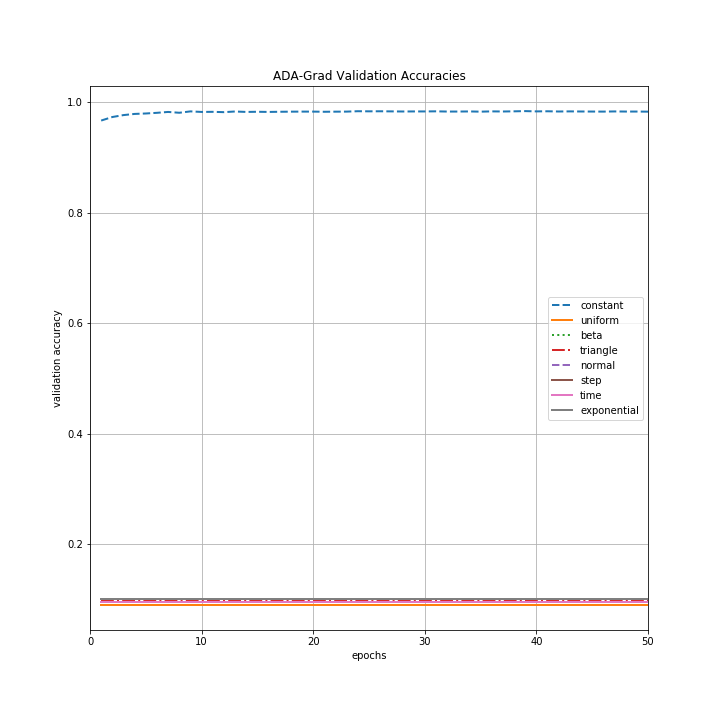 ADA-Grad Validation Accuracies
1.0
0.8
0.6
0.4
0.2
validation accuracy
constant
uniform
beta
triangle
normal
step
time
exponential
0 10 20 30 40 50
epochs